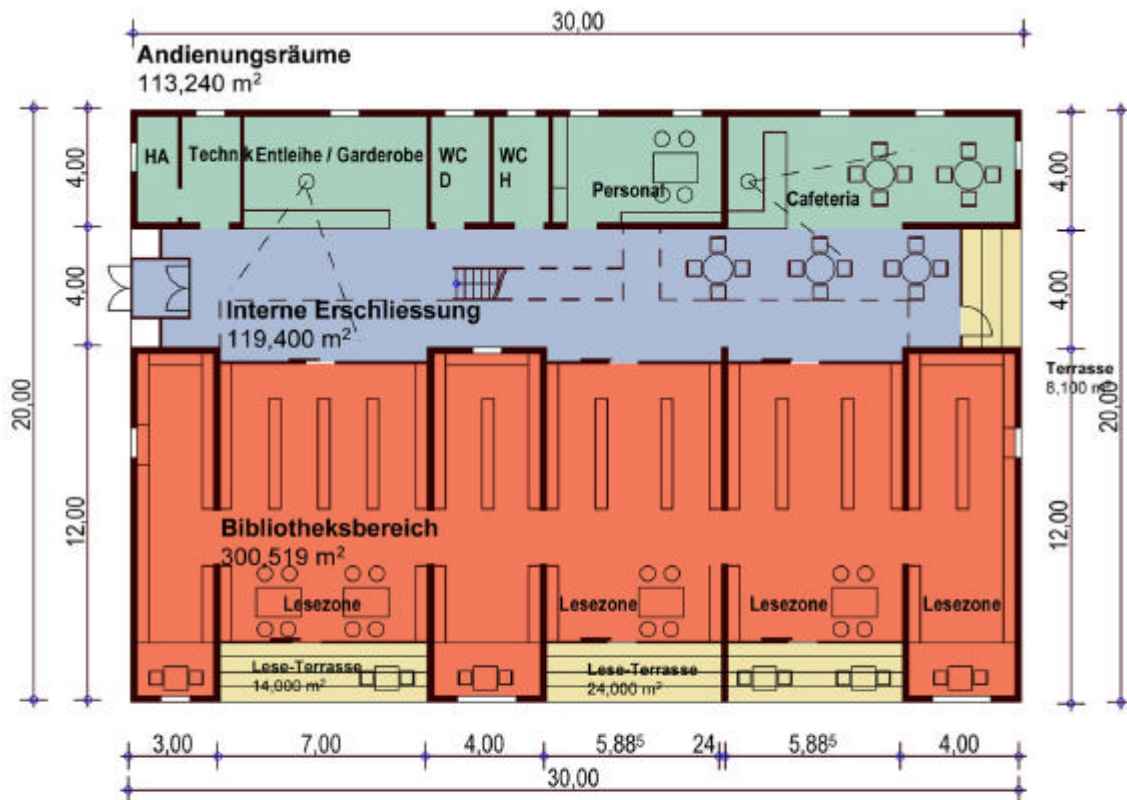 30,00
Andienungsräume
113,240 m²
HA
Technik
Entleihe / Garderobe
WC
D
WC
H
Personal
Cafeteria
4,00
4,00
4,00
4,00
Interne Erschliessung
119,400 m²
Terrasse
8,100 m²
20,00
20,00
12,00
12,00
Bibliotheksbereich
300,519 m²
Lesezone
Lesezone
Lesezone
Lesezone
Lese-Terrasse
14,000 m²
Lese-Terrasse
24,000 m²
3,00
7,00
4,00
5,88⁵
24
5,88⁵
4,00
30,00